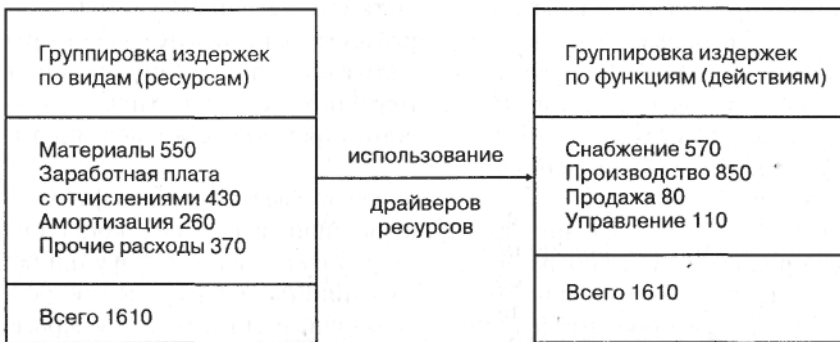 Группировка издержек
по видам (ресурсам)
Материалы 550
Заработная плата
с отчислениями 430
Амортизация 260
Прочие расходы 370
Всего 1610
использование
драйверов
ресурсов
Группировка издержек
по функциям (действиям)
Снабжение 570
Производство 850
Продажа 80
Управление 110
Всего 1610